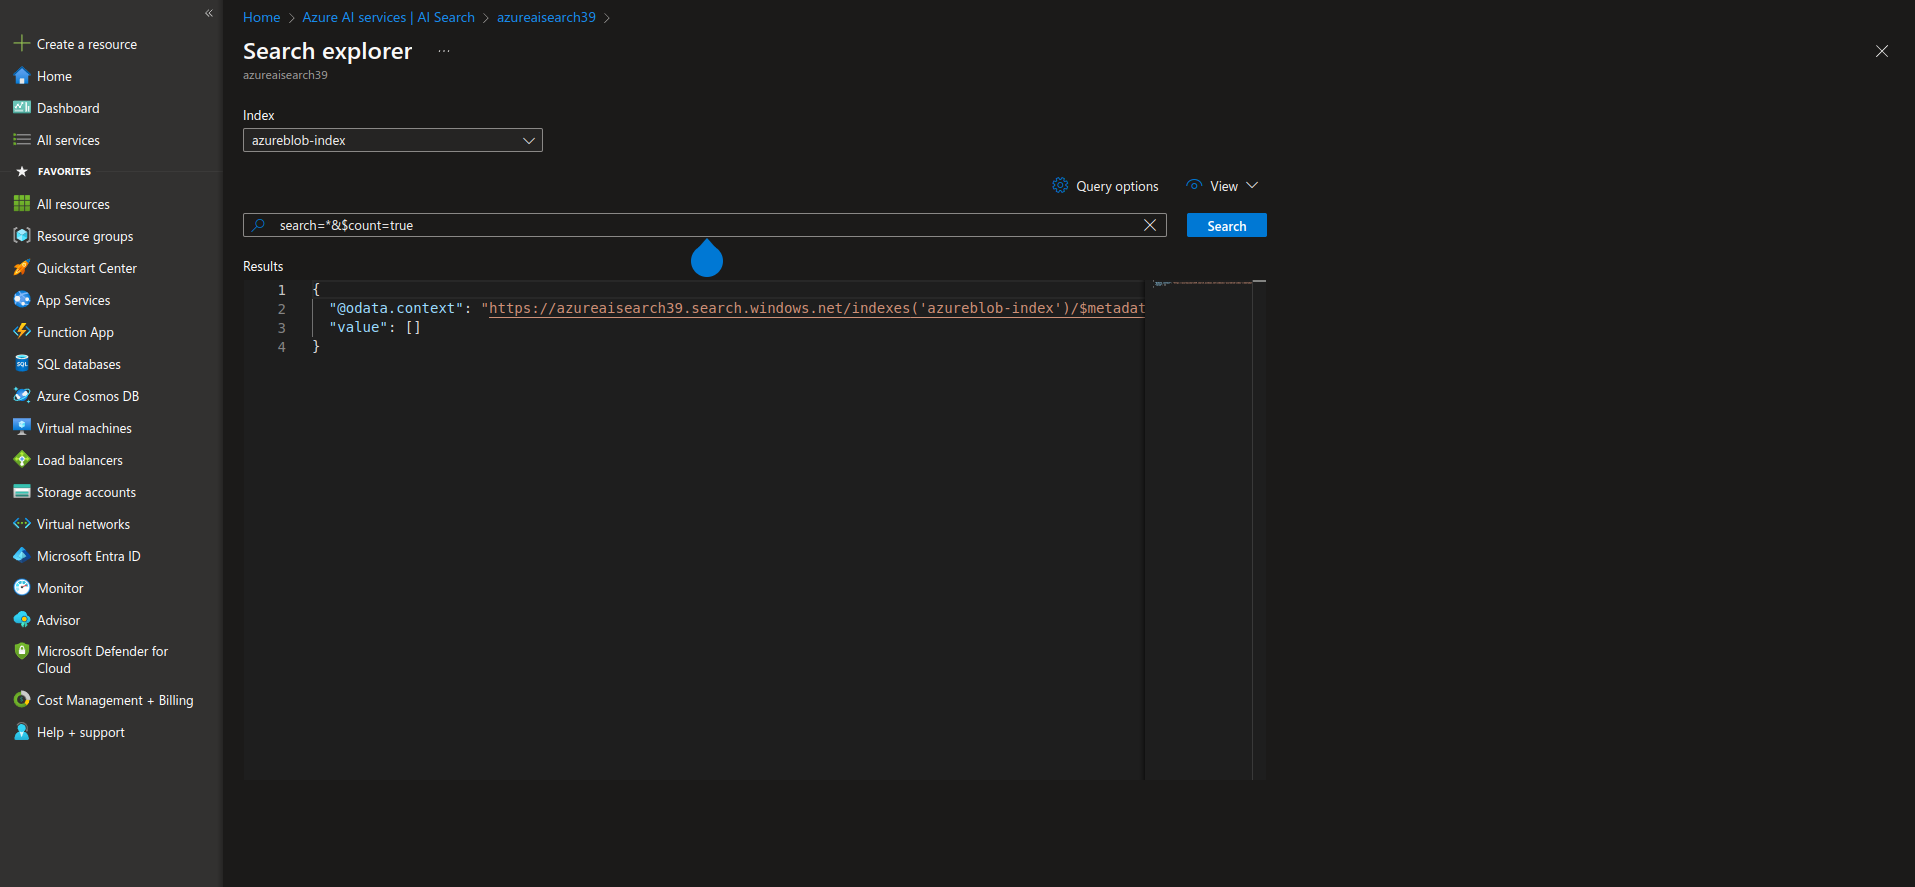 «
Create a resource
Home
Dashboard
All services
FAVORITES
All resources
Resource groups
Quickstart Center
App Services
Function App
SQL databases
Azure Cosmos DB
Virtual machines
Load balancers
Storage accounts
Virtual networks
Microsoft Entra ID
Monitor
Advisor
Microsoft Defender for
Cloud
Cost Management + Billing
Help + support
Home > Azure AI services | AI Search > azureaisearch39 >
Search explorer ...
azureaisearch39
Index
azureblob-index
Query options View
search=*&$count=true
Search
Results
1 {
2 "@odata.context": "https://azureaisearch39.search.windows.net/indexes('azureblob-index')/$metadat
3 "value": []
4 }